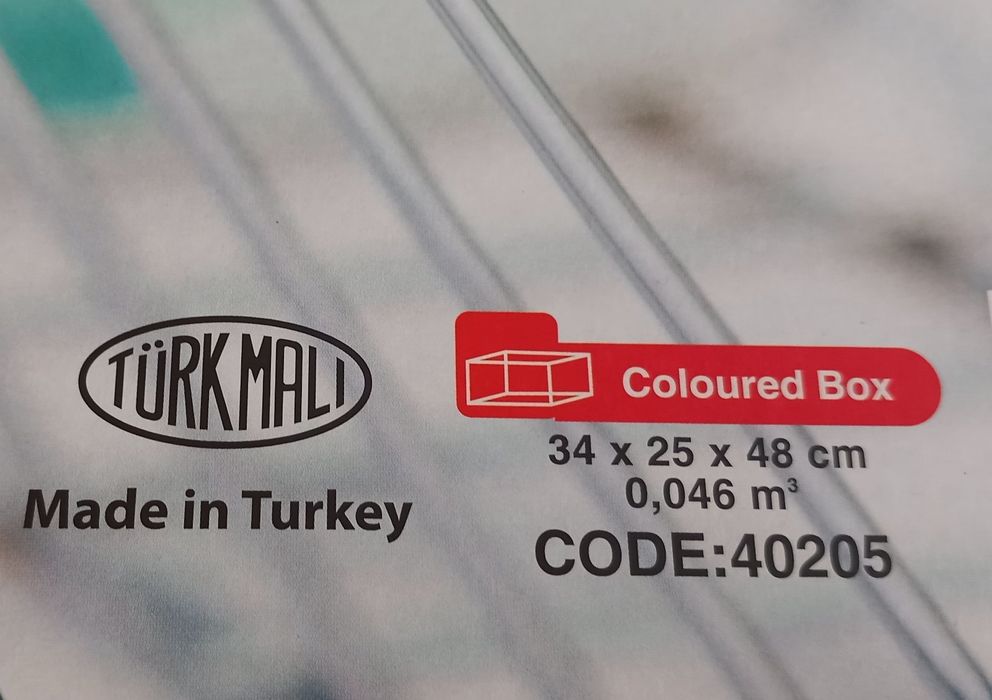 TÜRK MALI
Made in Turkey
Coloured Box
34 x 25 x 48 cm
0,046 m³
CODE:40205